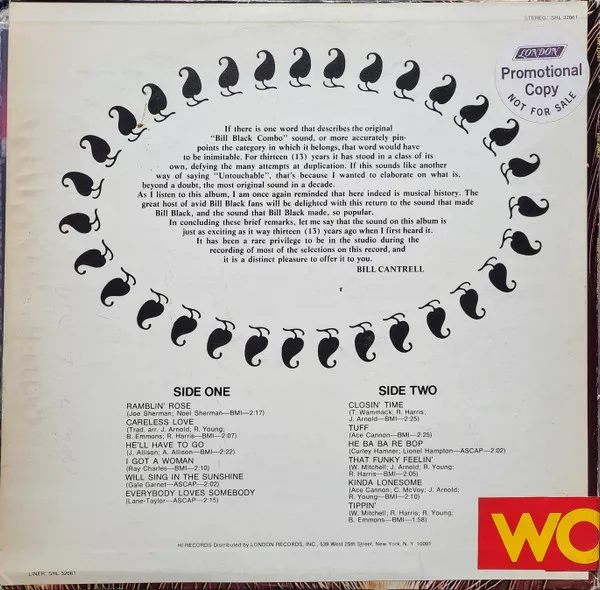 STEREO: SHL 32061
LONDON
Promotional
Copy
NOT FOR SALE
If there is one word that describes the original
"Bill Black Combo" sound, or more accurately pin-
points the category in which it belongs, that word would have
to be inimitable. For thirteen (13) years it has stood in a class of its
own, defying the many attempts at duplication. If this sounds like another
way of saying "Untouchable", that's because I wanted to elaborate on what is,
beyond a doubt, the most original sound in a decade.
As I listen to this album, I am once again reminded that here indeed is musical history. The
great host of avid Bill Black fans will be delighted with this return to the sound that made
Bill Black, and the sound that Bill Black made, so popular.
In concluding these brief remarks, let me say that the sound on this album is
just as exciting as it way thirteen (13) years ago when I first heard it.
It has been a rare privilege to be in the studio during the
recording of most of the selections on this record, and
it is a distinct pleasure to offer it to you.
BILL CANTRELL
SIDE ONE
RAMBLIN' ROSE
(Joe Sherman; Noel Sherman—BMI—2:17)
CARELESS LOVE
(Trad. arr. J. Arnold; R. Young;
B. Emmons; R. Harris—BMI—2:07)
HE'LL HAVE TO GO
(J. Allison; A. Allison—BMI—2:22)
I GOT A WOMAN
(Ray Charles—BMI—2:10)
WILL SING IN THE SUNSHINE
(Gale Garnet—ASCAP—2:02)
EVERYBODY LOVES SOMEBODY
(Lane-Taylor—ASCAP—2:15)
SIDE TWO
CLOSIN' TIME
(T. Wammack; R. Harris;
J. Arnold—BMI—2:25)
TUFF
(Ace Cannon—BMI—2:25)
HE BA BA RE BOP
(Curley Hamner; Lionel Hampton—ASCAP—2:02)
THAT FUNKY FEELIN'
(W. Mitchell; J. Arnold; R. Young;
R. Harris—BMI—2:05)
KINDA LONESOME
(Ace Cannon; C. McVoy; J. Arnold;
R. Young—BMI—2:10)
TIPPIN'
(W. Mitchell; R. Harris; R. Young;
B. Emmons—BMI—1:58)
WO
HI RECORDS Distributed by LONDON RECORDS, INC., 539 West 25th Street, New York, N. Y. 10001
LINER: SHL 32061